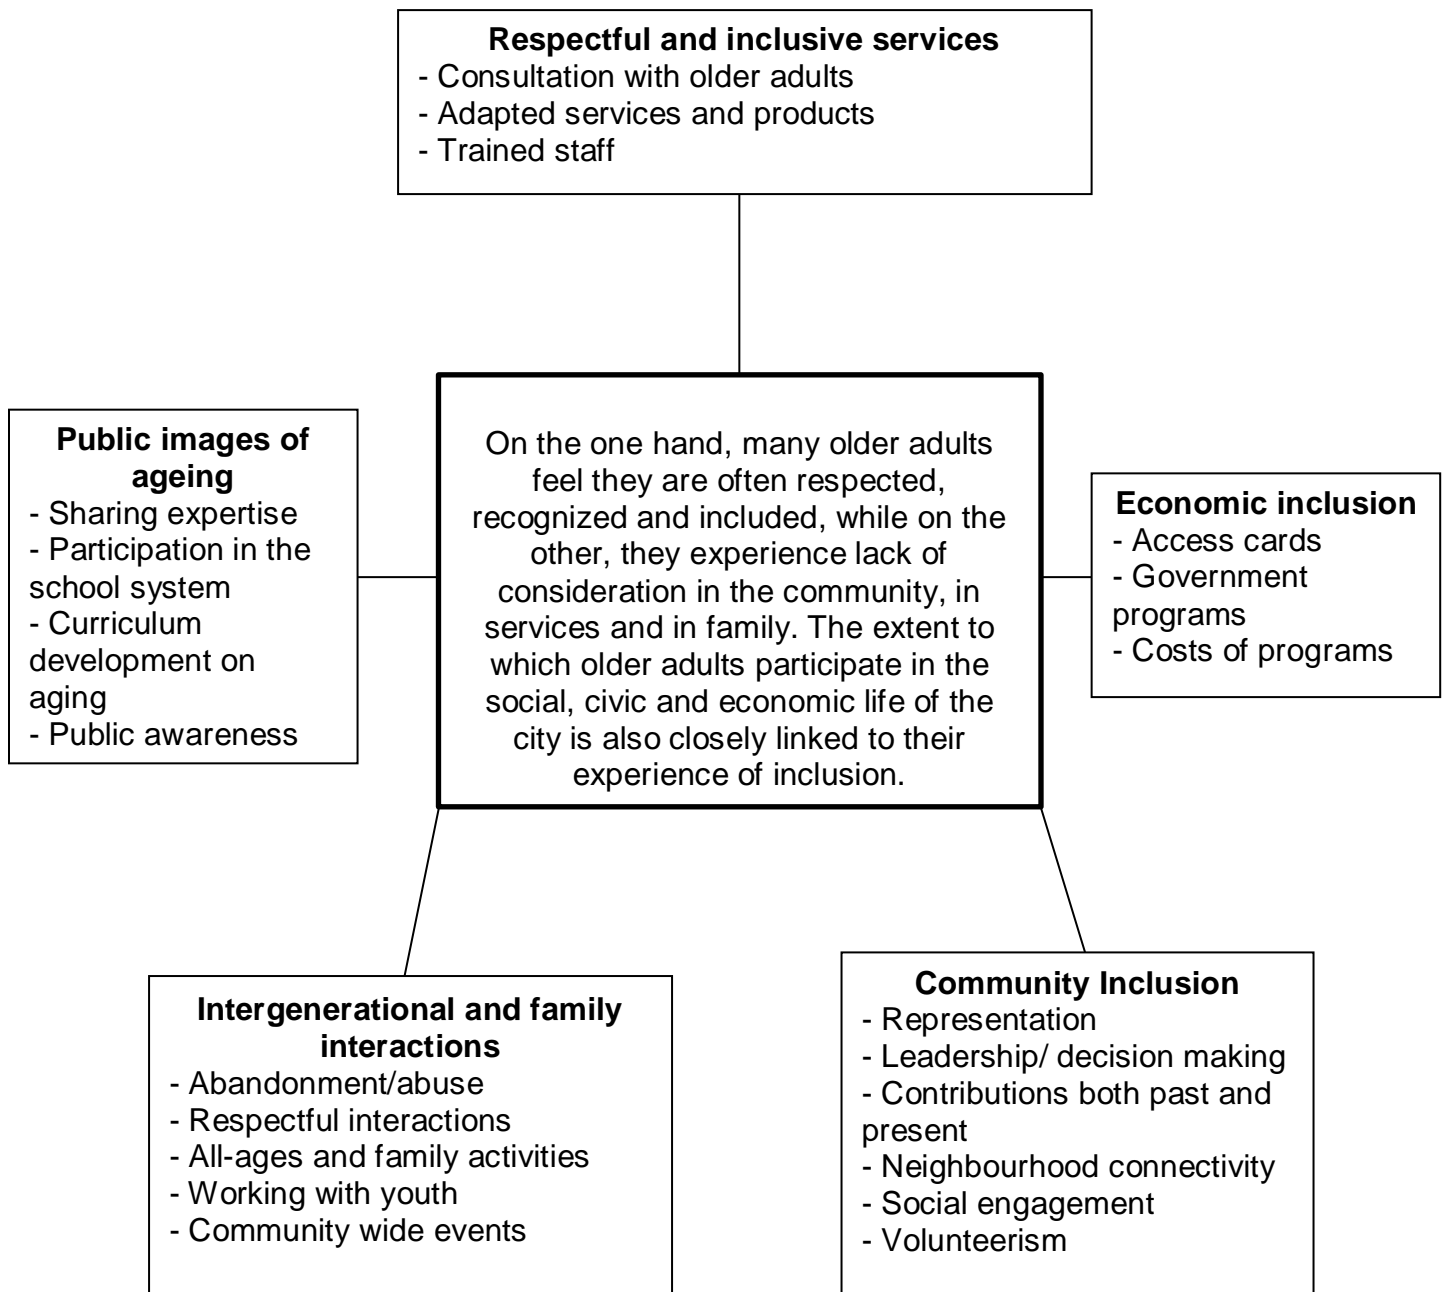 Respectful and inclusive services
- Consultation with older adults
- Adapted services and products
- Trained staff
Public images of
ageing
- Sharing expertise
- Participation in the
school system
- Curriculum
development on
aging
- Public awareness
On the one hand, many older adults
feel they are often respected,
recognized and included, while on the
other, they experience lack of
consideration in the community, in
services and in family. The extent to
which older adults participate in the
social, civic and economic life of the
city is also closely linked to their
experience of inclusion.
Economic inclusion
- Access cards
- Government
programs
- Costs of programs
Intergenerational and family
interactions
- Abandonment/abuse
- Respectful interactions
- All-ages and family activities
- Working with youth
- Community wide events
Community Inclusion
- Representation
- Leadership/ decision making
- Contributions both past and
present
- Neighbourhood connectivity
- Social engagement
- Volunteerism